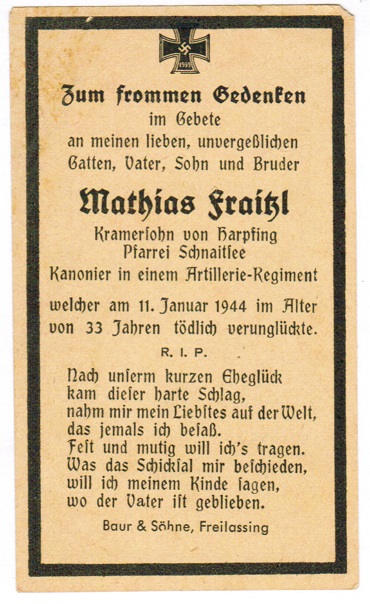 Zum frommen Gedenken
im Gebete
an meinen lieben, unvergeßlichen
Gatten, Vater, Sohn und Bruder
Mathias Fraitzl
Kramersohn von Harpfing
Pfarrei Schnaitsee
Kanonier in einem Artillerie-Regiment
welcher am 11. Januar 1944 im Alter
von 33 Jahren tödlich verunglückte.
R. I. P.
Nach unserm kurzen Eheglück
kam dieser harte Schlag,
nahm mir mein Liebstes auf der Welt,
das jemals ich besaß.
Fest und mutig will ich's tragen.
Was das Schicksal mir beschieden,
will ich meinem Kinde sagen,
wo der Vater ist geblieben.
Baur & Söhne, Freilassing